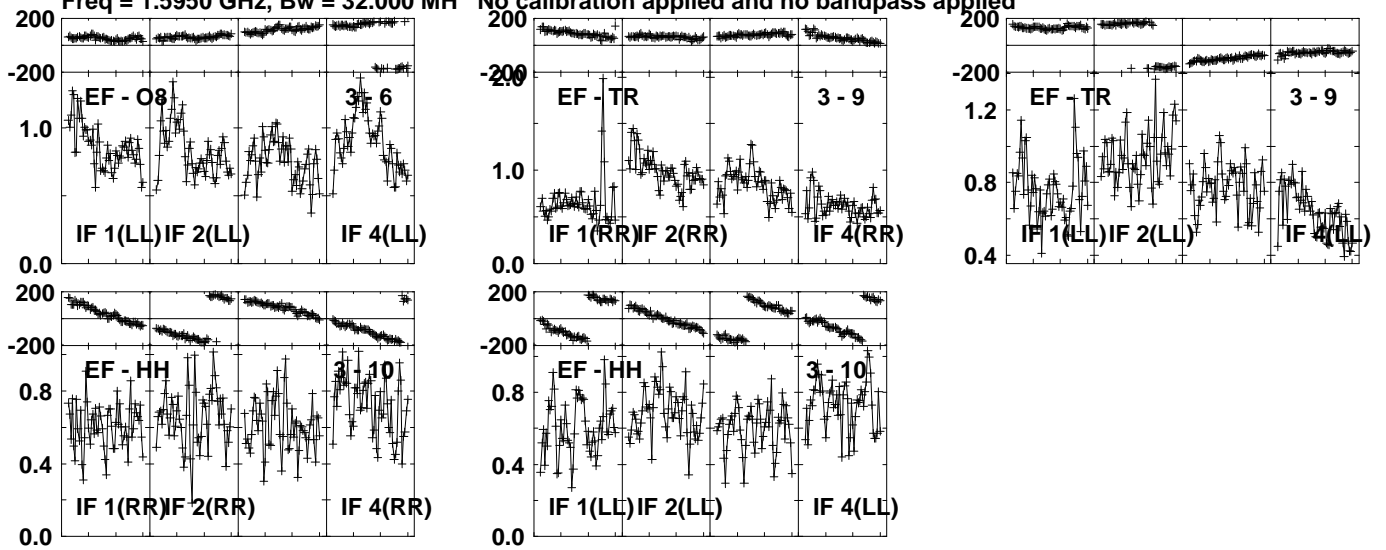 Freq = 1.5950 GHz, Bw = 32.000 MH No calibration applied and no bandpass applied
200
-200
EF - O8 3 - 6
1.0
IF 1(LL) IF 2(LL) IF 4(LL)
0.0
200
-200
2.0
EF - TR 3 - 9
1.0
IF 1(RR) IF 2(RR) IF 4(RR)
0.0
200
-200
EF - TR 3 - 9
1.2
0.8
IF 1(LL) IF 2(LL) IF 4(LL)
0.4
200
-200
EF - HH 3 - 10
0.8
0.4
IF 1(RR) IF 2(RR) IF 4(RR)
0.0
200
-200
EF - HH 3 - 10
0.8
0.4
IF 1(LL) IF 2(LL) IF 4(LL)
0.0